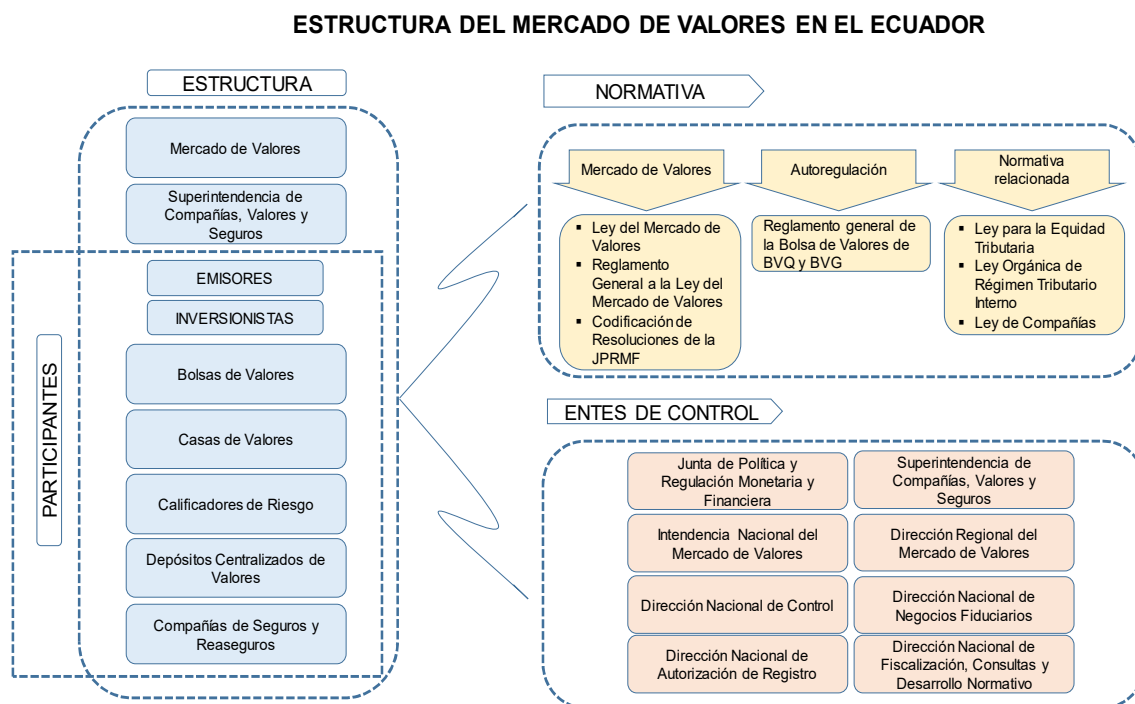 ESTRUCTURA DEL MERCADO DE VALORES EN EL ECUADOR
ESTRUCTURA
Mercado de Valores
Superintendencia de
Compañías, Valores y
Seguros
PARTICIPANTES
EMISORES
INVERSIONISTAS
Bolsas de Valores
Casas de Valores
Calificadores de Riesgo
Depósitos Centralizados de
Valores
Compañías de Seguros y
Reaseguros
NORMATIVA
Mercado de Valores
▪ Ley del Mercado de
Valores
▪ Reglamento
General a la Ley del
Mercado de Valores
▪ Codificación de
Resoluciones de la
JPRMF
Autoregulación
Reglamento general de
la Bolsa de Valores de
BVQ y BVG
Normativa
relacionada
▪ Ley para la Equidad
Tributaria
▪ Ley Orgánica de
Régimen Tributario
Interno
▪ Ley de Compañías
ENTES DE CONTROL
Junta de Política y
Regulación Monetaria y
Financiera
Superintendencia de
Compañías, Valores y
Seguros
Intendencia Nacional del
Mercado de Valores
Dirección Regional del
Mercado de Valores
Dirección Nacional de Control
Dirección Nacional de
Negocios Fiduciarios
Dirección Nacional de
Autorización de Registro
Dirección Nacional de
Fiscalización, Consultas y
Desarrollo Normativo